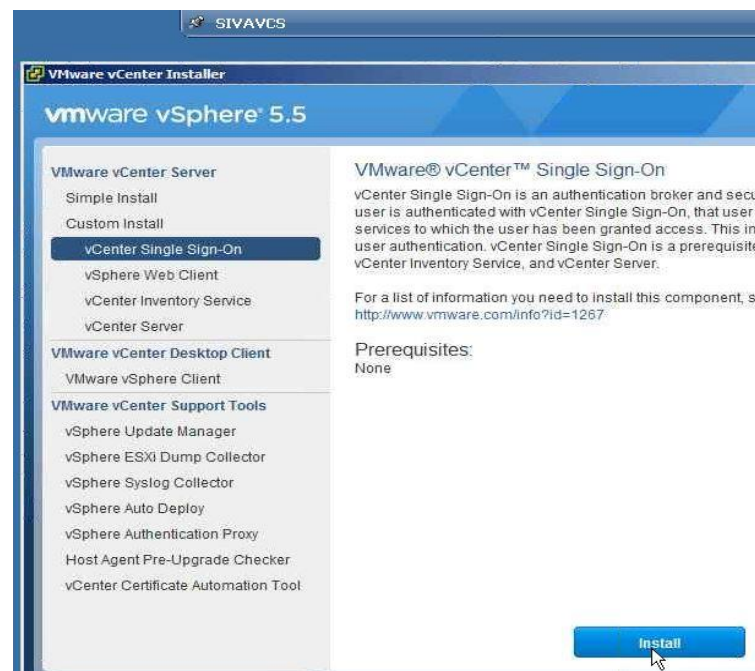 SIVAVCS
VMware vCenter Installer
vmware vSphere® 5.5
VMware vCenter Server
Simple Install
Custom Install
vCenter Single Sign-On
vSphere Web Client
vCenter Inventory Service
vCenter Server
VMware vCenter Desktop Client
VMware vSphere Client
VMware vCenter Support Tools
vSphere Update Manager
vSphere ESXi Dump Collector
vSphere Syslog Collector
vSphere Auto Deploy
vSphere Authentication Proxy
Host Agent Pre-Upgrade Checker
vCenter Certificate Automation Tool
VMware® vCenter™ Single Sign-On
vCenter Single Sign-On is an authentication broker and secu
user is authenticated with vCenter Single Sign-On, that user
services to which the user has been granted access. This in
user authentication. vCenter Single Sign-On is a prerequisite
vCenter Inventory Service, and vCenter Server.
For a list of information you need to install this component, s
http://www.vmware.com/info?id=1267
Prerequisites:
None
Install